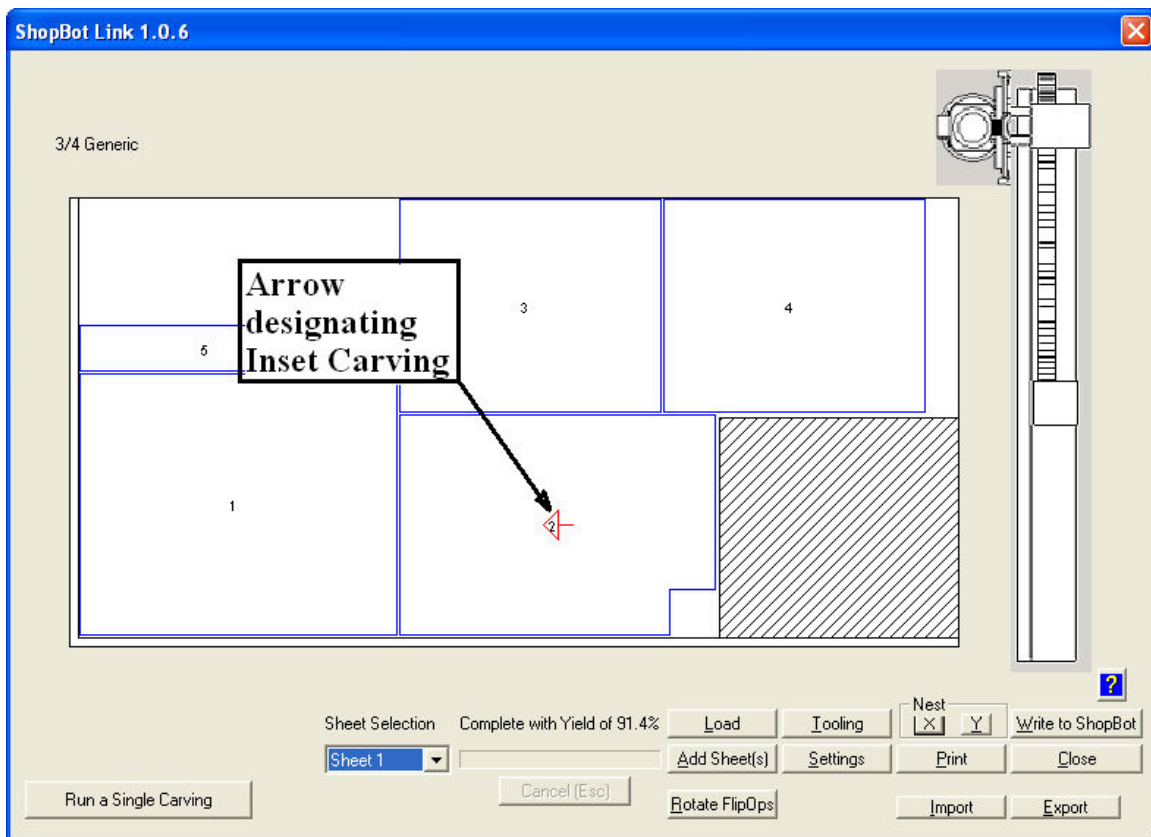 ShopBot Link 1.0.6
3/4 Generic
Arrow
designating
Inset Carving
3
4
5
1
2
?
Sheet Selection
Complete with Yield of 91.4%
Load
Tooling
Nest
X
Y
Write to ShopBot
Sheet 1
Add Sheet(s)
Settings
Print
Close
Run a Single Carving
Cancel (Esc)
Rotate FlipOps
Import
Export